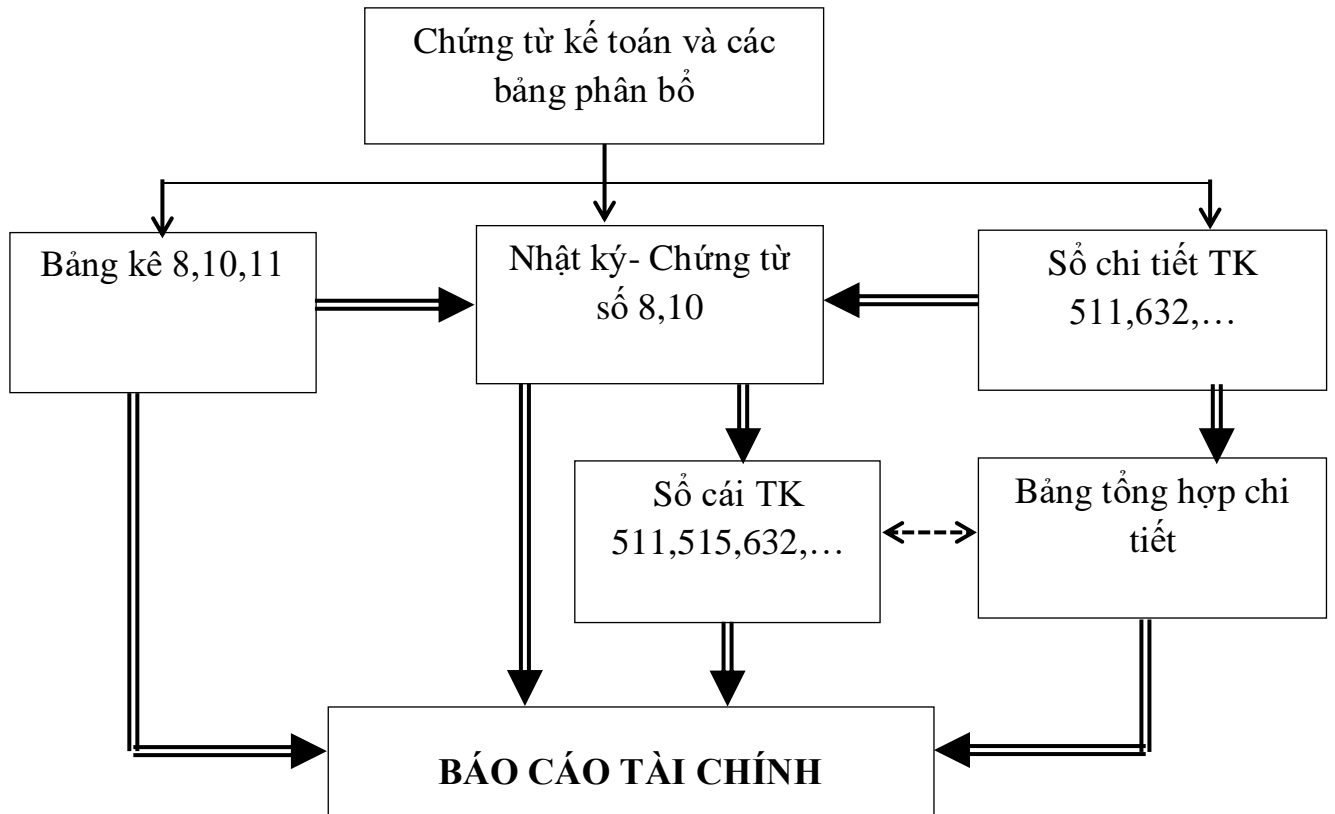 Chứng từ kế toán và các
bảng phân bổ
Bảng kê 8,10,11
Nhật ký- Chứng từ
số 8,10
Sổ chi tiết TK
511,632,…
Sổ cái TK
511,515,632,…
Bảng tổng hợp chi
tiết
BÁO CÁO TÀI CHÍNH